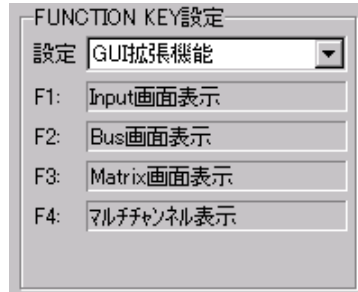 FUNCTION KEY設定
設定 GUI拡張機能
F1: Input画面表示
F2: Bus画面表示
F3: Matrix画面表示
F4: マルチチャンネル表示